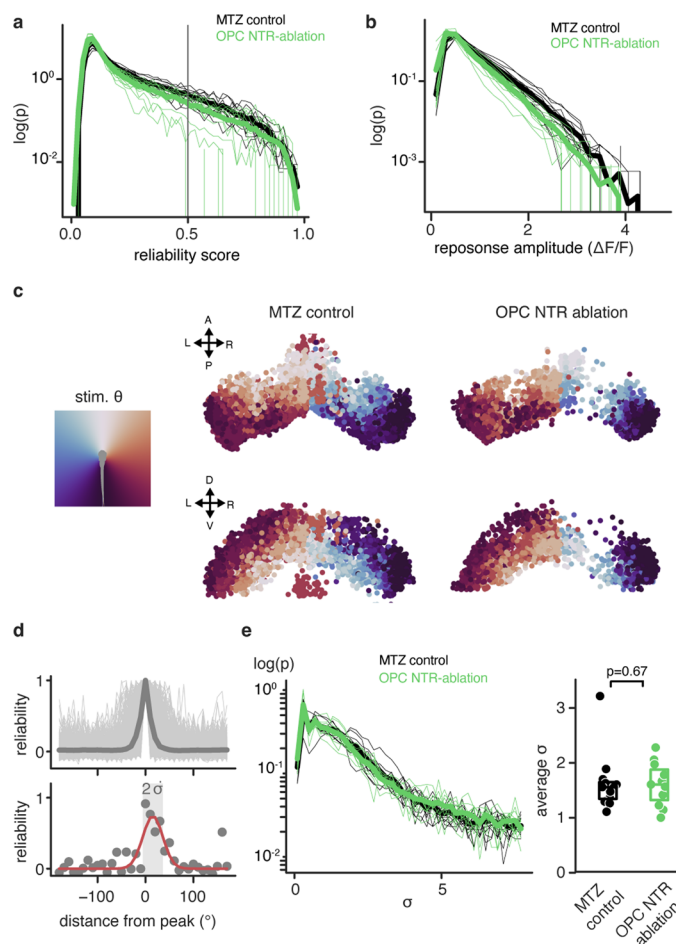 a
MTZ control
OPC NTR-ablation
log(p)
10^0
10^-2
0.0
0.5
1.0
reliability score
b
MTZ control
OPC NTR-ablation
log(p)
10^-1
10^-3
0
2
4
reposonse amplitude (ΔF/F)
c
MTZ control
OPC NTR ablation
A
L
R
P
stim. θ
D
L
R
V
d
reliability
1
0
reliability
1
0
2 σ
−100
0
100
distance from peak (°)
e
log(p)
MTZ control
OPC NTR-ablation
10^0
10^-1
10^-2
0
5
σ
p=0.67
average σ
3
2
1
0
MTZ
control
OPC NTR
ablation